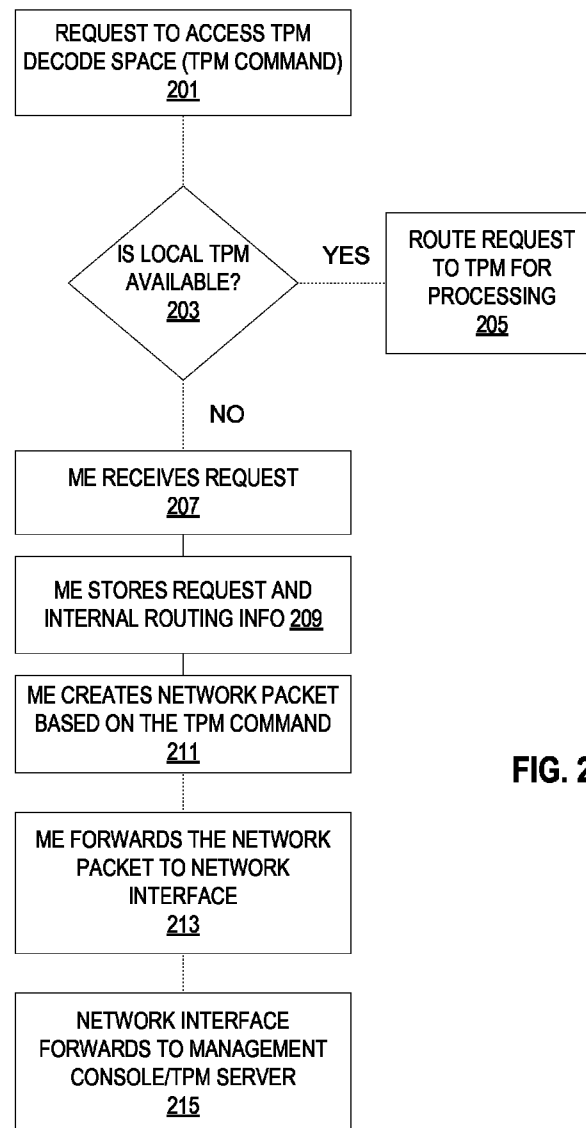 REQUEST TO ACCESS TPM
DECODE SPACE (TPM COMMAND)
201
IS LOCAL TPM
AVAILABLE?
203
YES
ROUTE REQUEST
TO TPM FOR
PROCESSING
205
NO
ME RECEIVES REQUEST
207
ME STORES REQUEST AND
INTERNAL ROUTING INFO 209
ME CREATES NETWORK PACKET
BASED ON THE TPM COMMAND
211
FIG. 2
ME FORWARDS THE NETWORK
PACKET TO NETWORK
INTERFACE
213
NETWORK INTERFACE
FORWARDS TO MANAGEMENT
CONSOLE/TPM SERVER
215